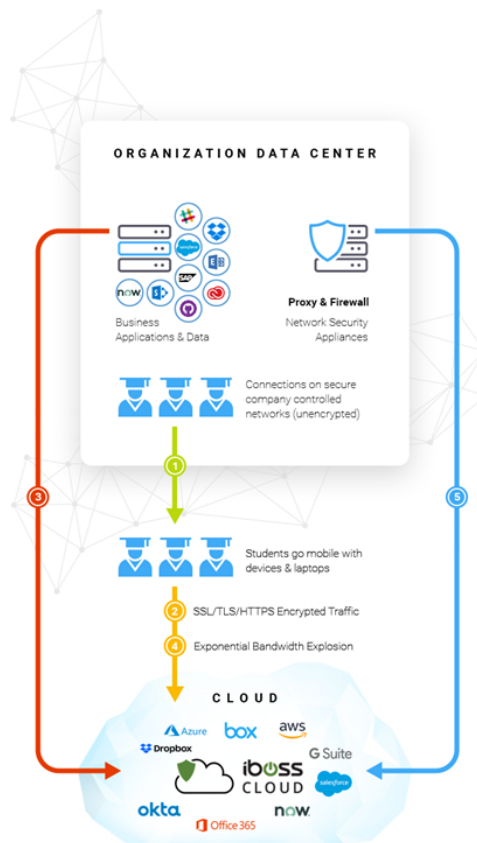 ORGANIZATION DATA CENTER
salesforce
SAP
now
Business
Applications & Data
Proxy & Firewall
Network Security
Appliances
Connections on secure
company controlled
networks (unencrypted)
1
3
5
Students go mobile with
devices & laptops
2 SSL/TLS/HTTPS Encrypted Traffic
4 Exponential Bandwidth Explosion
CLOUD
Azure
box
aws
Dropbox
G Suite
iboss
CLOUD
salesforce
okta
now
Office 365